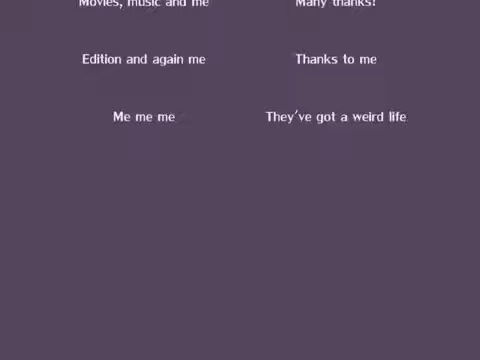 Movies, music and me
Many thanks!
Edition and again me
Thanks to me
Me me me
They've got a weird life